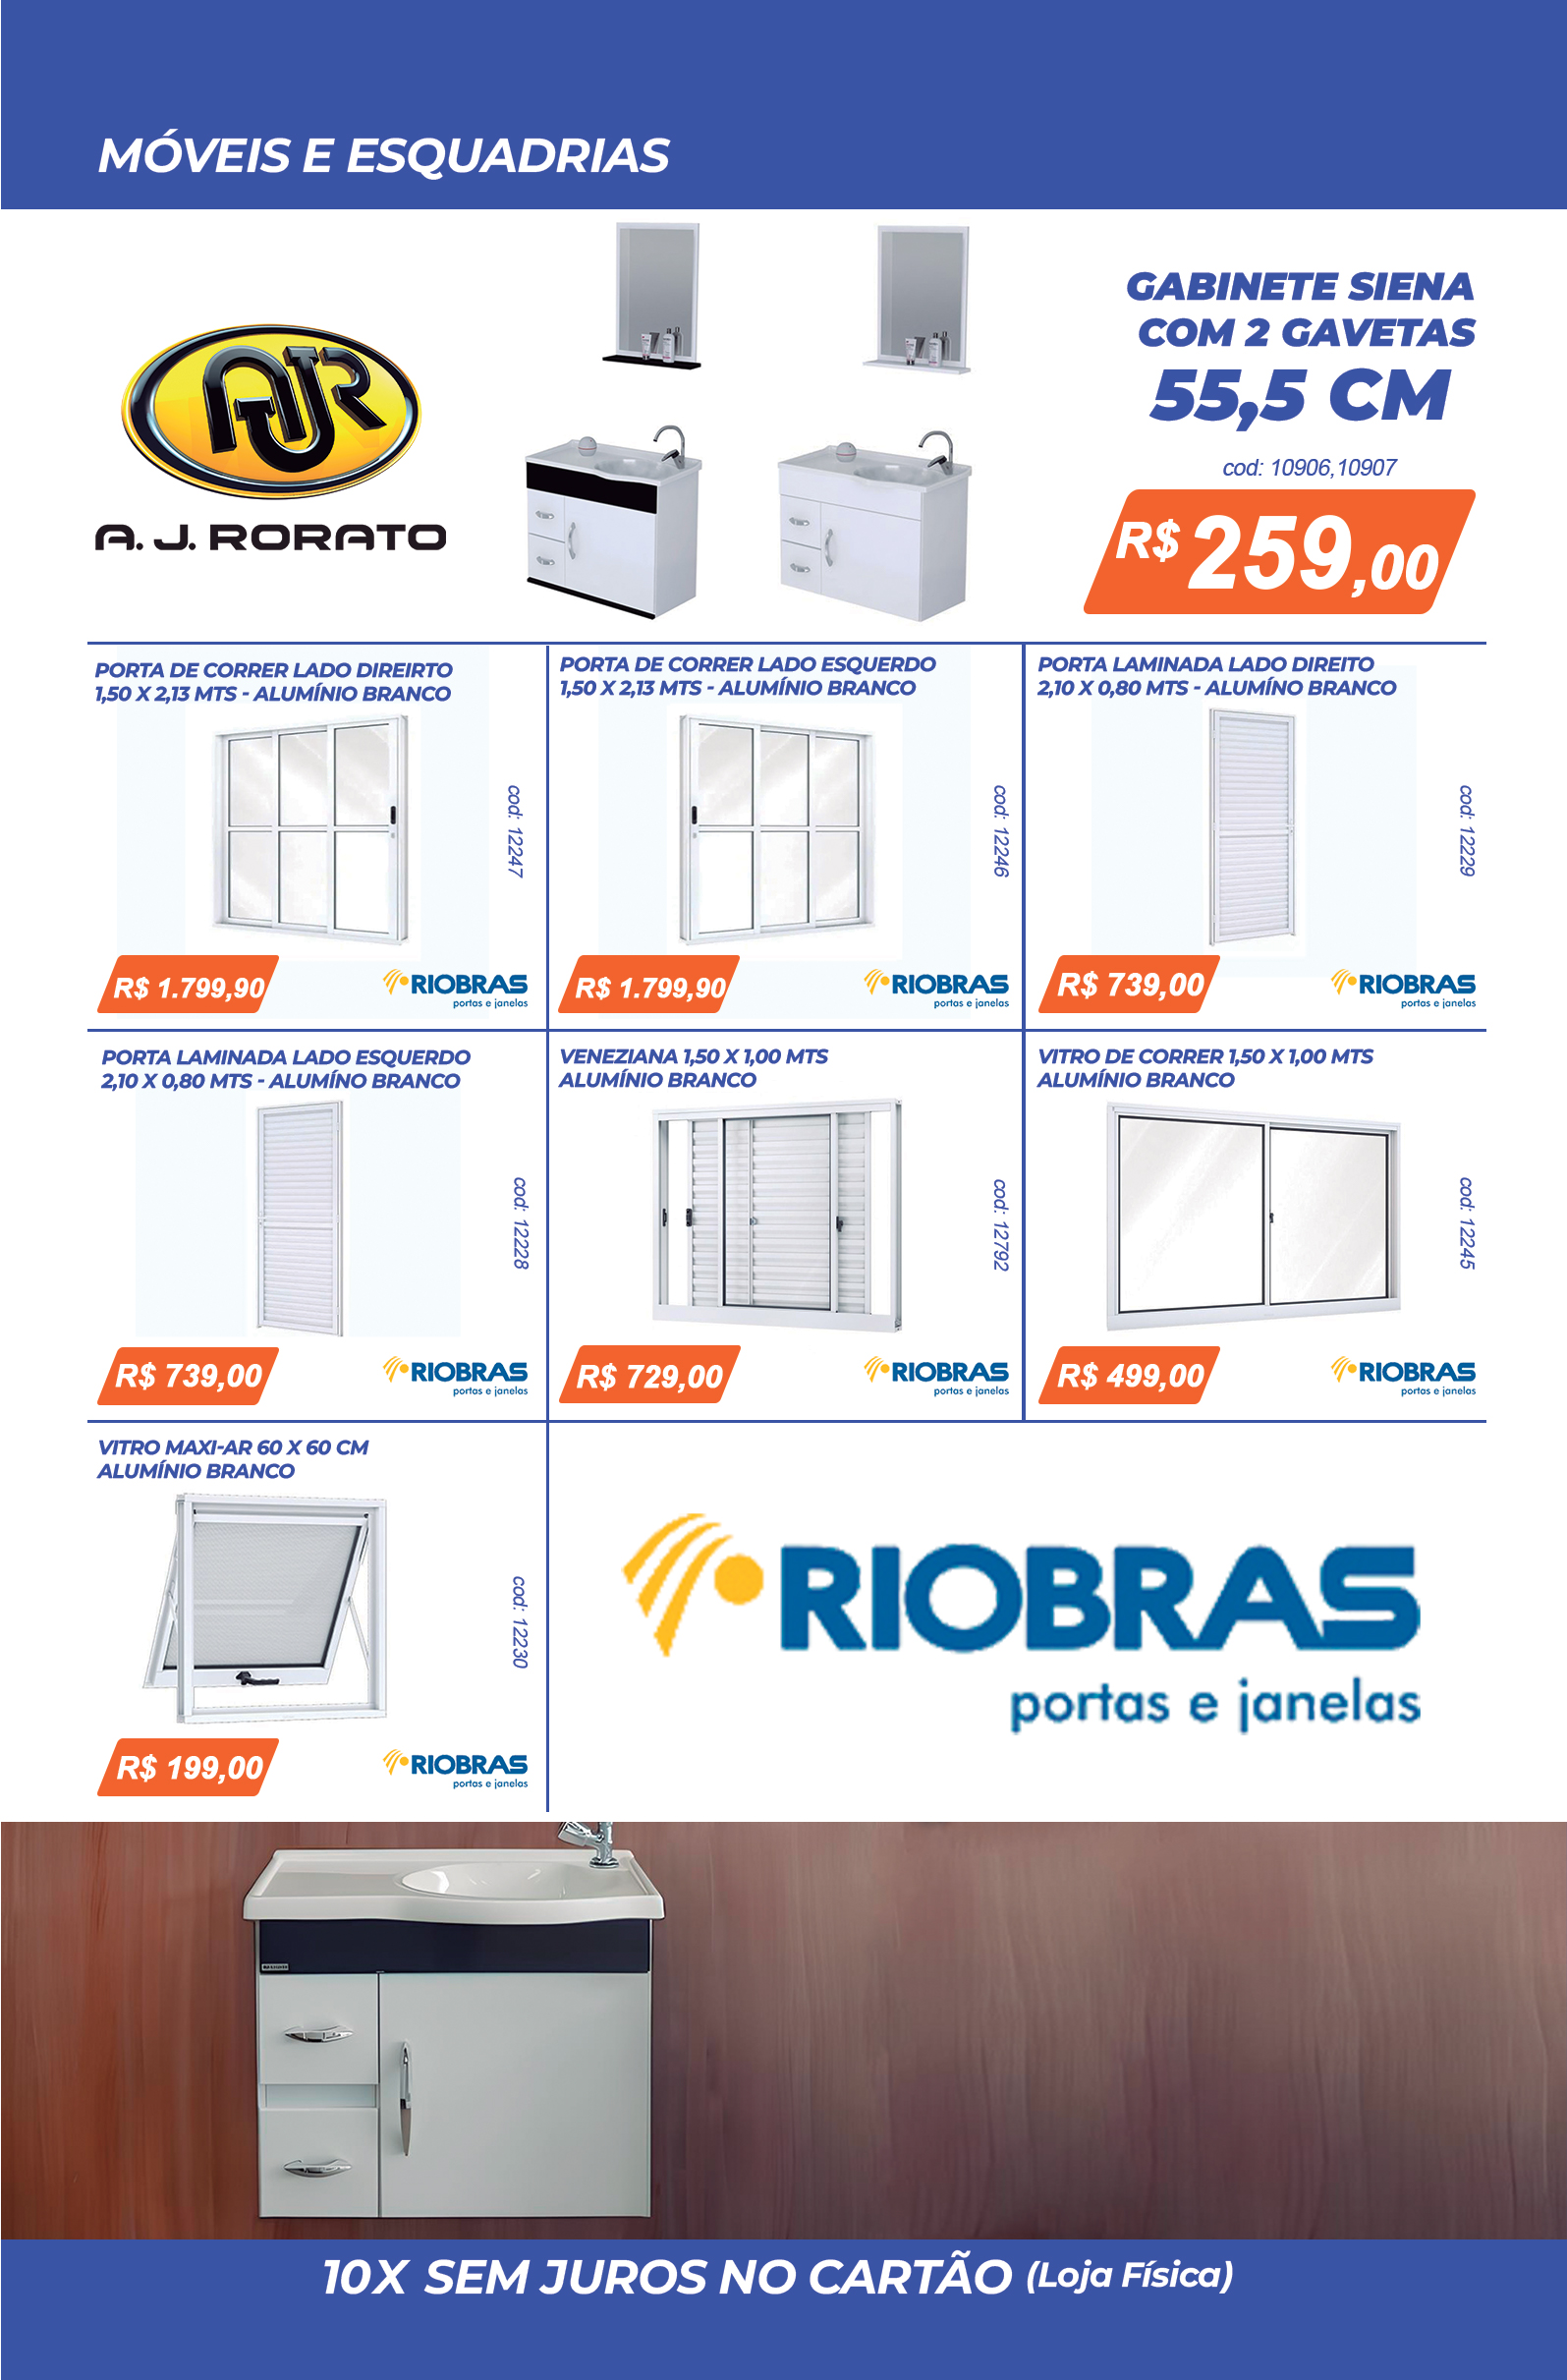 MÓVEIS E ESQUADRIAS
AJR
A. J. RORATO
GABINETE SIENA
COM 2 GAVETAS
55,5 CM
cod: 10906,10907
R$ 259,00
PORTA DE CORRER LADO DIREIRTO
1,50 X 2,13 MTS - ALUMÍNIO BRANCO
cod: 12247
R$ 1.799,90
RIOBRAS
portas e janelas
PORTA DE CORRER LADO ESQUERDO
1,50 X 2,13 MTS - ALUMÍNIO BRANCO
cod: 12246
R$ 1.799,90
RIOBRAS
portas e janelas
PORTA LAMINADA LADO DIREITO
2,10 X 0,80 MTS - ALUMÍNO BRANCO
cod: 12229
R$ 739,00
RIOBRAS
portas e janelas
PORTA LAMINADA LADO ESQUERDO
2,10 X 0,80 MTS - ALUMÍNO BRANCO
cod: 12228
R$ 739,00
RIOBRAS
portas e janelas
VENEZIANA 1,50 X 1,00 MTS
ALUMÍNIO BRANCO
cod: 12792
R$ 729,00
RIOBRAS
portas e janelas
VITRO DE CORRER 1,50 X 1,00 MTS
ALUMÍNIO BRANCO
cod: 12245
R$ 499,00
RIOBRAS
portas e janelas
VITRO MAXI-AR 60 X 60 CM
ALUMÍNIO BRANCO
cod: 12230
R$ 199,00
RIOBRAS
portas e janelas
RIOBRAS
portas e janelas
10X SEM JUROS NO CARTÃO (Loja Física)